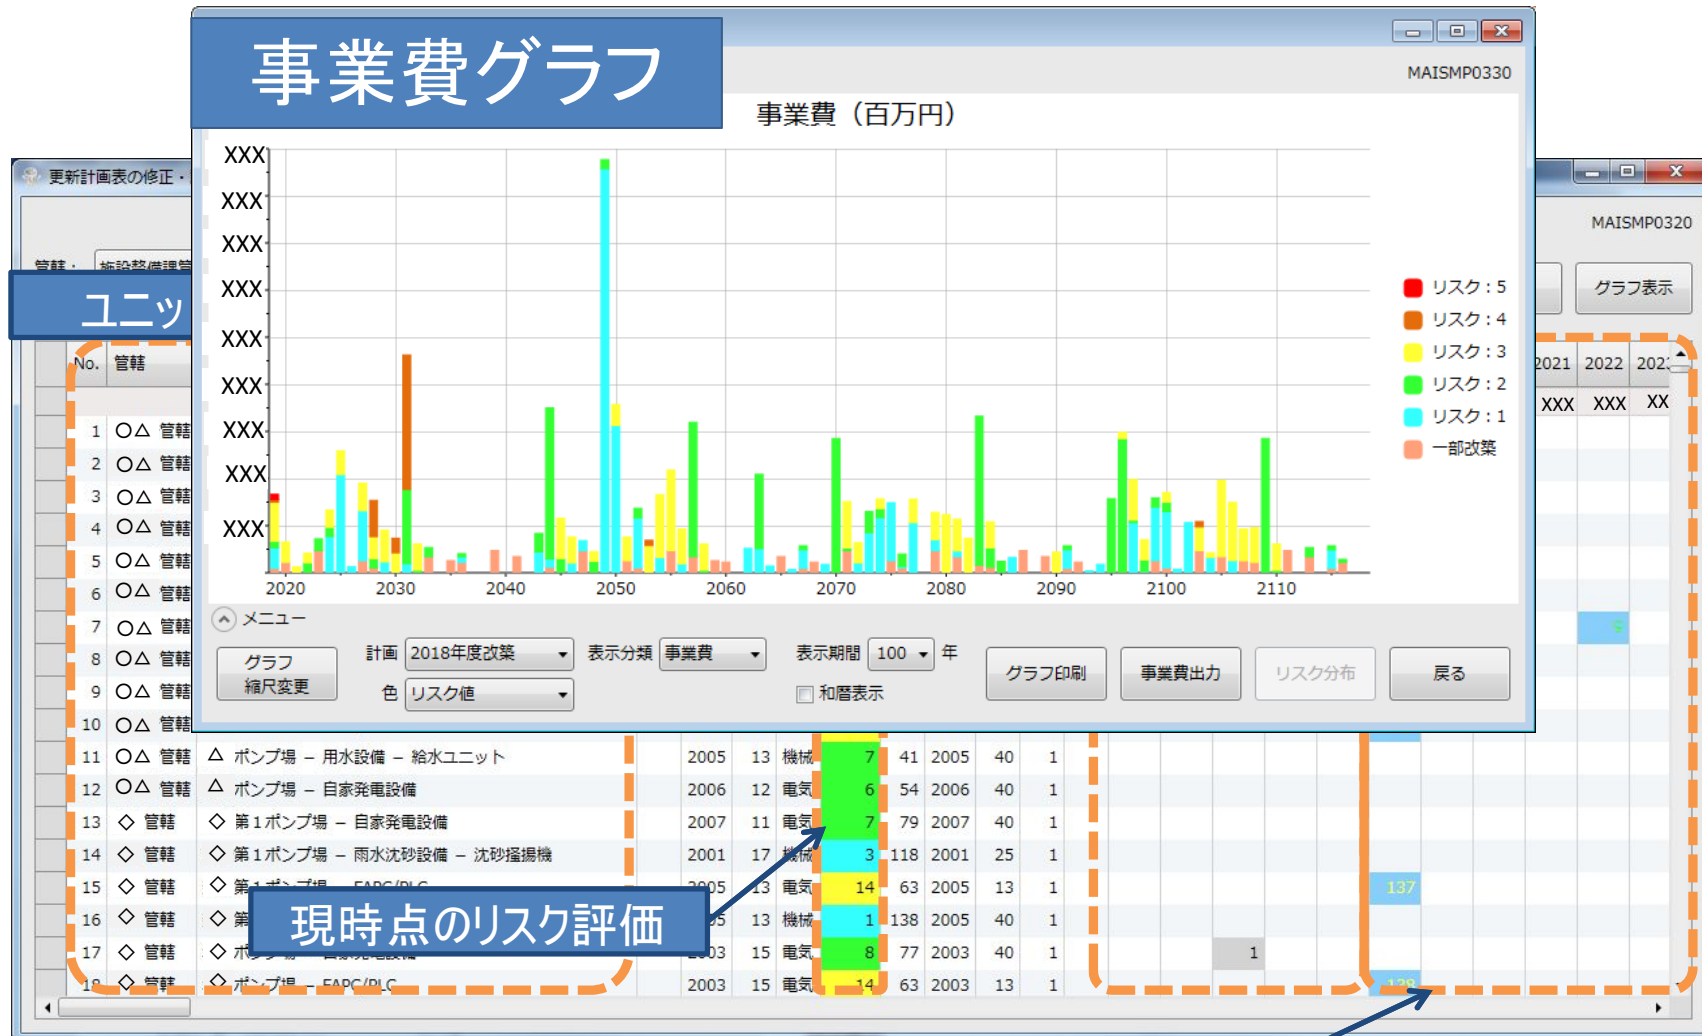 事業費グラフ
MAISMP0330
事業費（百万円）
XXX
XXX
XXX
XXX
XXX
XXX
XXX
XXX
XXX
2020 2030 2040 2050 2060 2070 2080 2090 2100 2110
リスク：5
リスク：4
リスク：3
リスク：2
リスク：1
一部改築
メニュー
グラフ
縮尺変更
計画 2018年度改築 表示分類 事業費 表示期間 100 年
色 リスク値 和暦表示
グラフ印刷 事業費出力 リスク分布 戻る
更新計画表の修正・
MAISMP0320
管轄：
グラフ表示
ユニッ
No. 管轄 2021 2022
XXX XXX XX
1 ○△ 管轄
2 ○△ 管轄
3 ○△ 管轄
4 ○△ 管轄
5 ○△ 管轄
6 ○△ 管轄
7 ○△ 管轄
8 ○△ 管轄
9 ○△ 管轄
10 ○△ 管轄
11 ○△ 管轄 △ ポンプ場 － 用水設備 － 給水ユニット 2005 13 機械 7 41 2005 40 1
12 ○△ 管轄 △ ポンプ場 － 自家発電設備 2006 12 電気 6 54 2006 40 1
13 ◇ 管轄 ◇ 第1ポンプ場 － 自家発電設備 2007 11 電気 7 79 2007 40 1
14 ◇ 管轄 ◇ 第1ポンプ場 － 雨水沈砂設備 － 沈砂掻揚機 2001 17 機械 3 118 2001 25 1
15 ◇ 管轄 ◇ 第1ポンプ場 2005 13 電気 14 63 2005 13 1 137
16 ◇ 管轄 ◇ 第 13 機械 1 138 2005 40 1
17 ◇ 管轄 ◇ 2003 15 電気 8 77 2003 40 1 1
18 ◇ 管轄 ◇ ポンプ場 － FAPC/PLC 2003 15 電気 14 63 2003 13 1
現時点のリスク評価